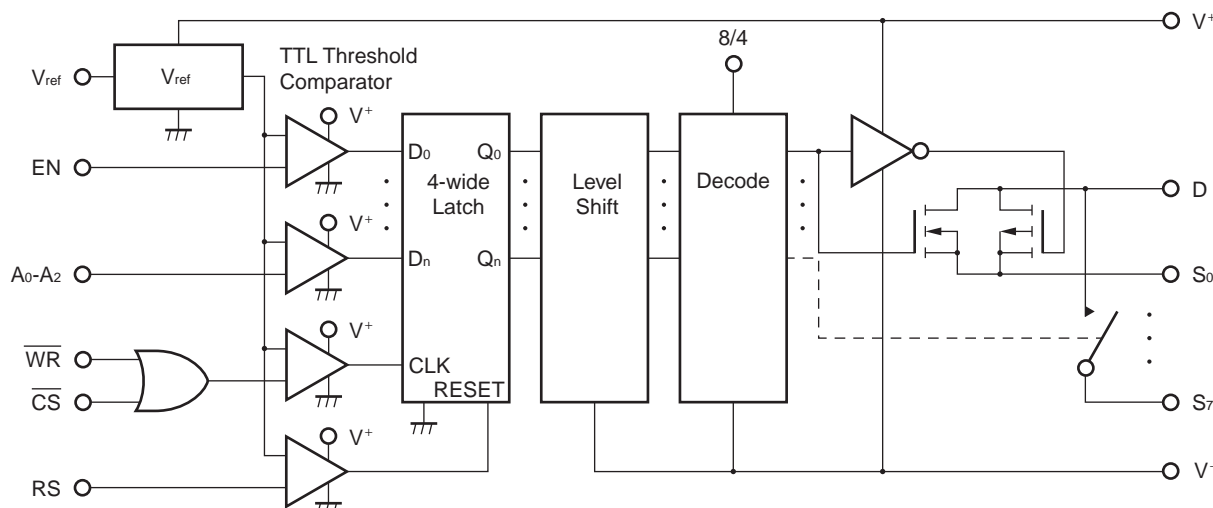 V+
8/4
TTL Threshold
Comparator
Vref
Vref
V+
EN
D0
Q0
4-wide
Latch
Level
Shift
Decode
D
V+
A0-A2
Dn
Qn
S0
V+
WR
CLK
CS
RESET
S7
V+
RS
V-